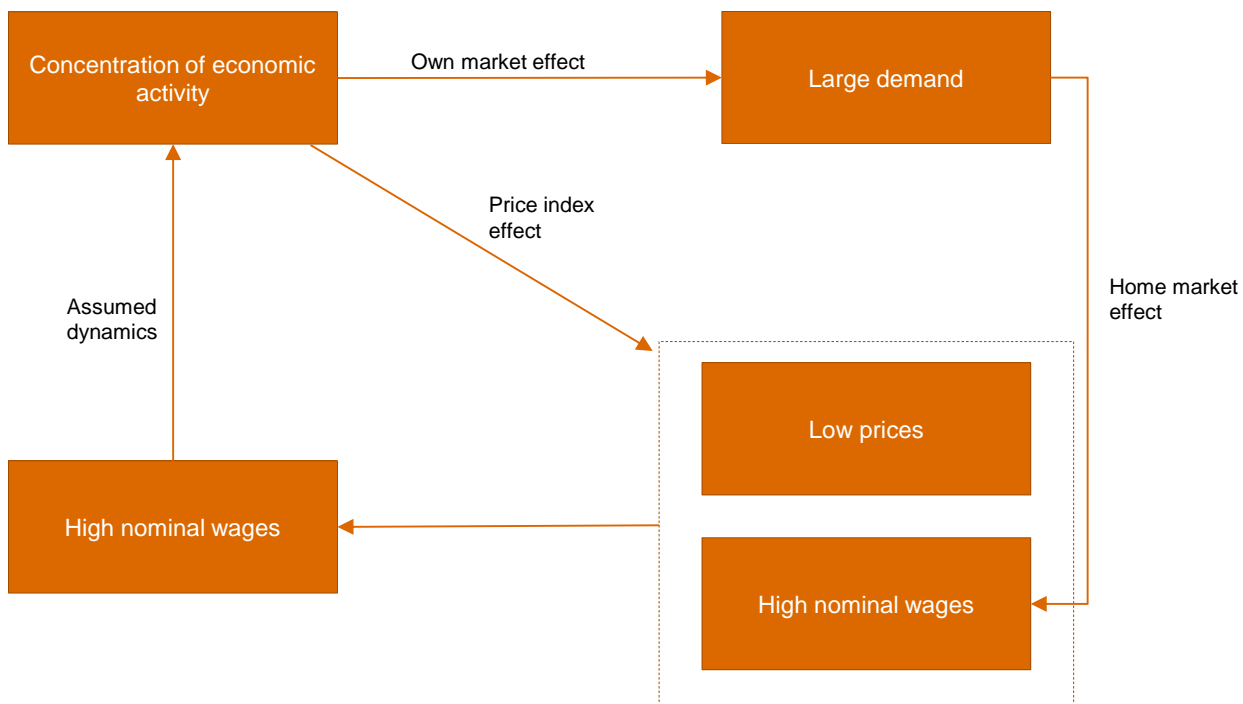 Concentration of economic
activity
Own market effect
Large demand
Price index
effect
Home market
effect
Assumed
dynamics
Low prices
High nominal wages
High nominal wages